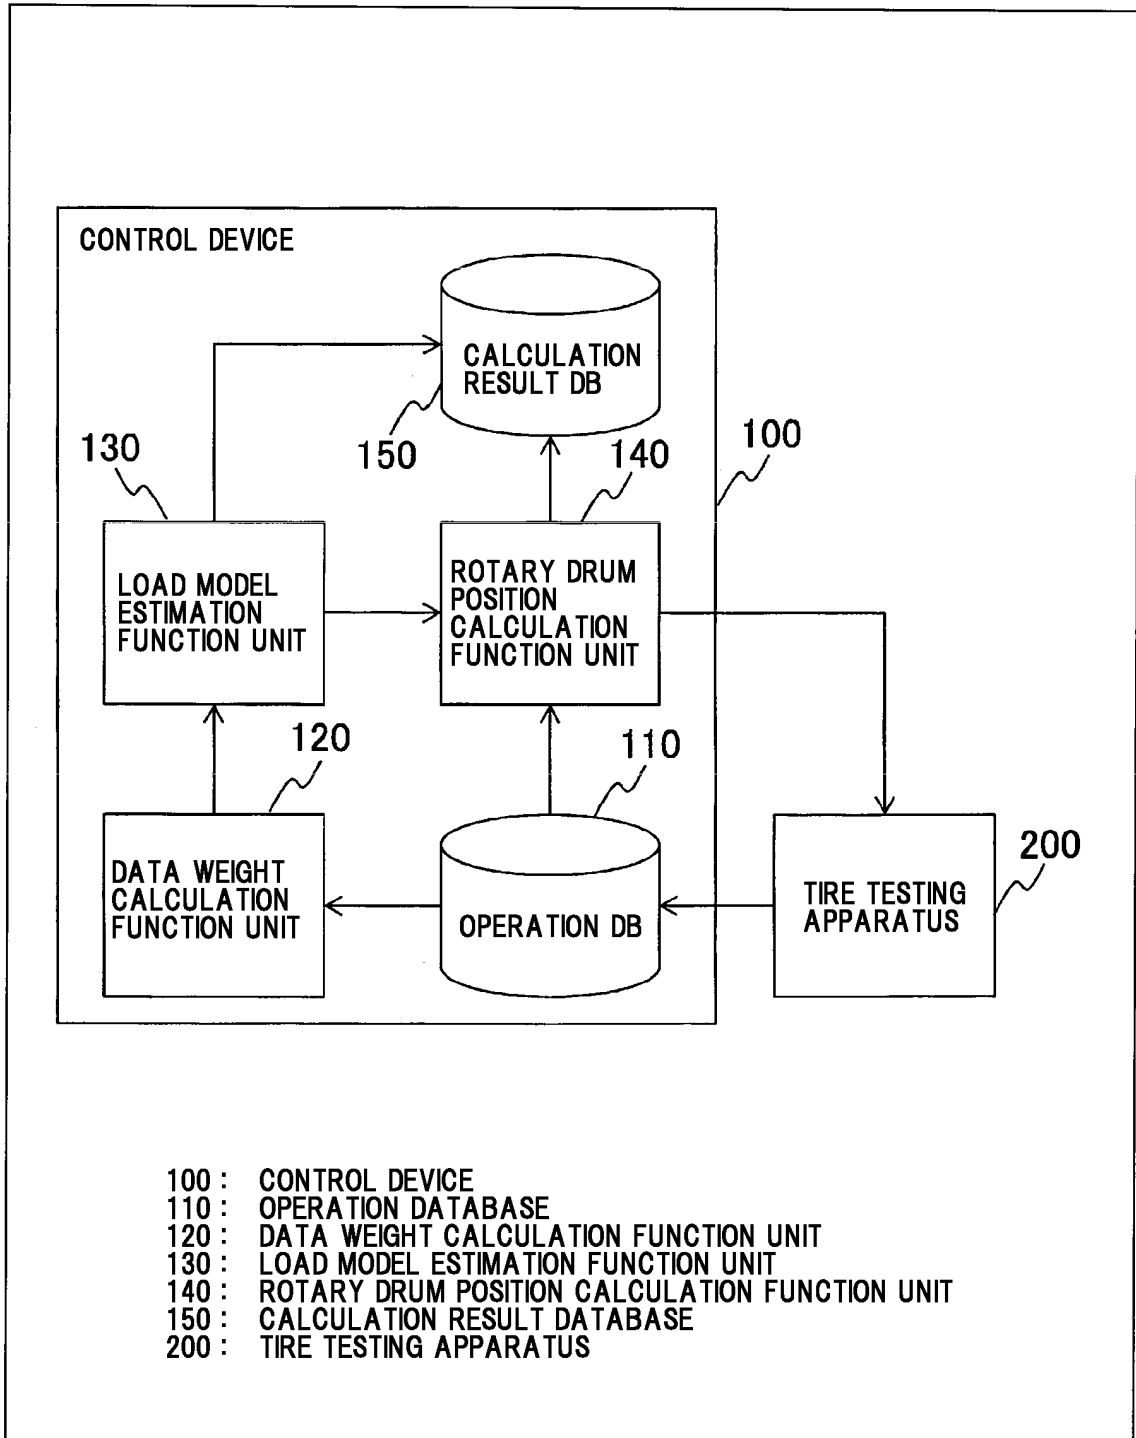 CONTROL DEVICE
CALCULATION
RESULT DB
150
130
140
100
LOAD MODEL
ESTIMATION
FUNCTION UNIT
ROTARY DRUM
POSITION
CALCULATION
FUNCTION UNIT
120
110
DATA WEIGHT
CALCULATION
FUNCTION UNIT
OPERATION DB
TIRE TESTING
APPARATUS
200
100 : CONTROL DEVICE
110 : OPERATION DATABASE
120 : DATA WEIGHT CALCULATION FUNCTION UNIT
130 : LOAD MODEL ESTIMATION FUNCTION UNIT
140 : ROTARY DRUM POSITION CALCULATION FUNCTION UNIT
150 : CALCULATION RESULT DATABASE
200 : TIRE TESTING APPARATUS